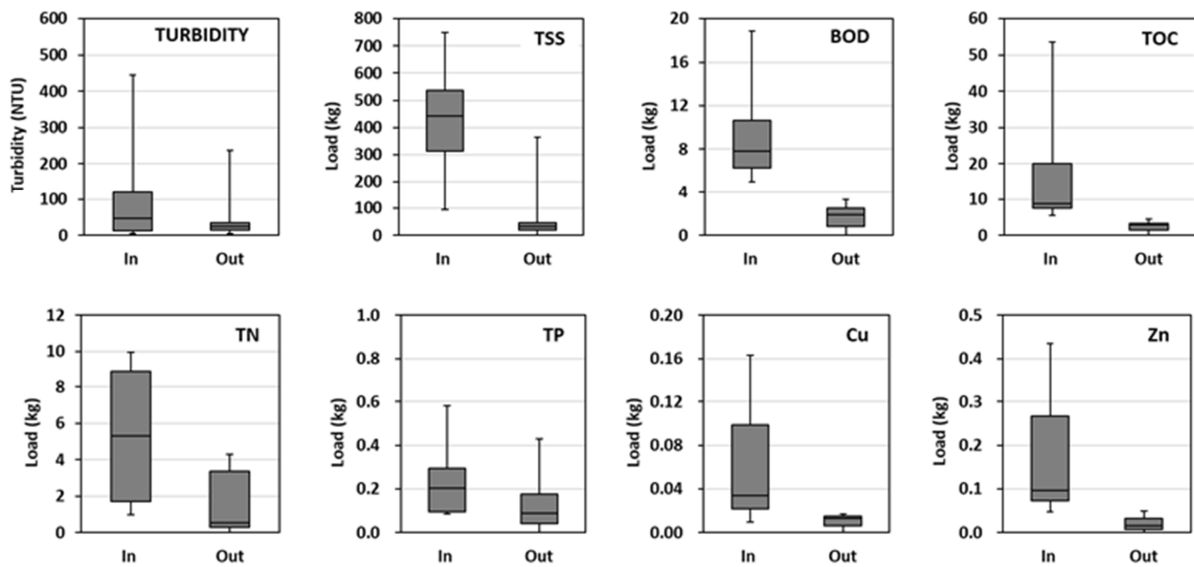 TURBIDITY
Turbidity (NTU)
600
500
400
300
200
100
0
In Out
TSS
Load (kg)
800
700
600
500
400
300
200
100
0
In Out
BOD
Load (kg)
20
16
12
8
4
0
In Out
TOC
Load (kg)
60
50
40
30
20
10
0
In Out
TN
Load (kg)
12
10
8
6
4
2
0
In Out
TP
Load (kg)
1.0
0.8
0.6
0.4
0.2
0.0
In Out
Cu
Load (kg)
0.20
0.16
0.12
0.08
0.04
0.00
In Out
Zn
Load (kg)
0.5
0.4
0.3
0.2
0.1
0.0
In Out